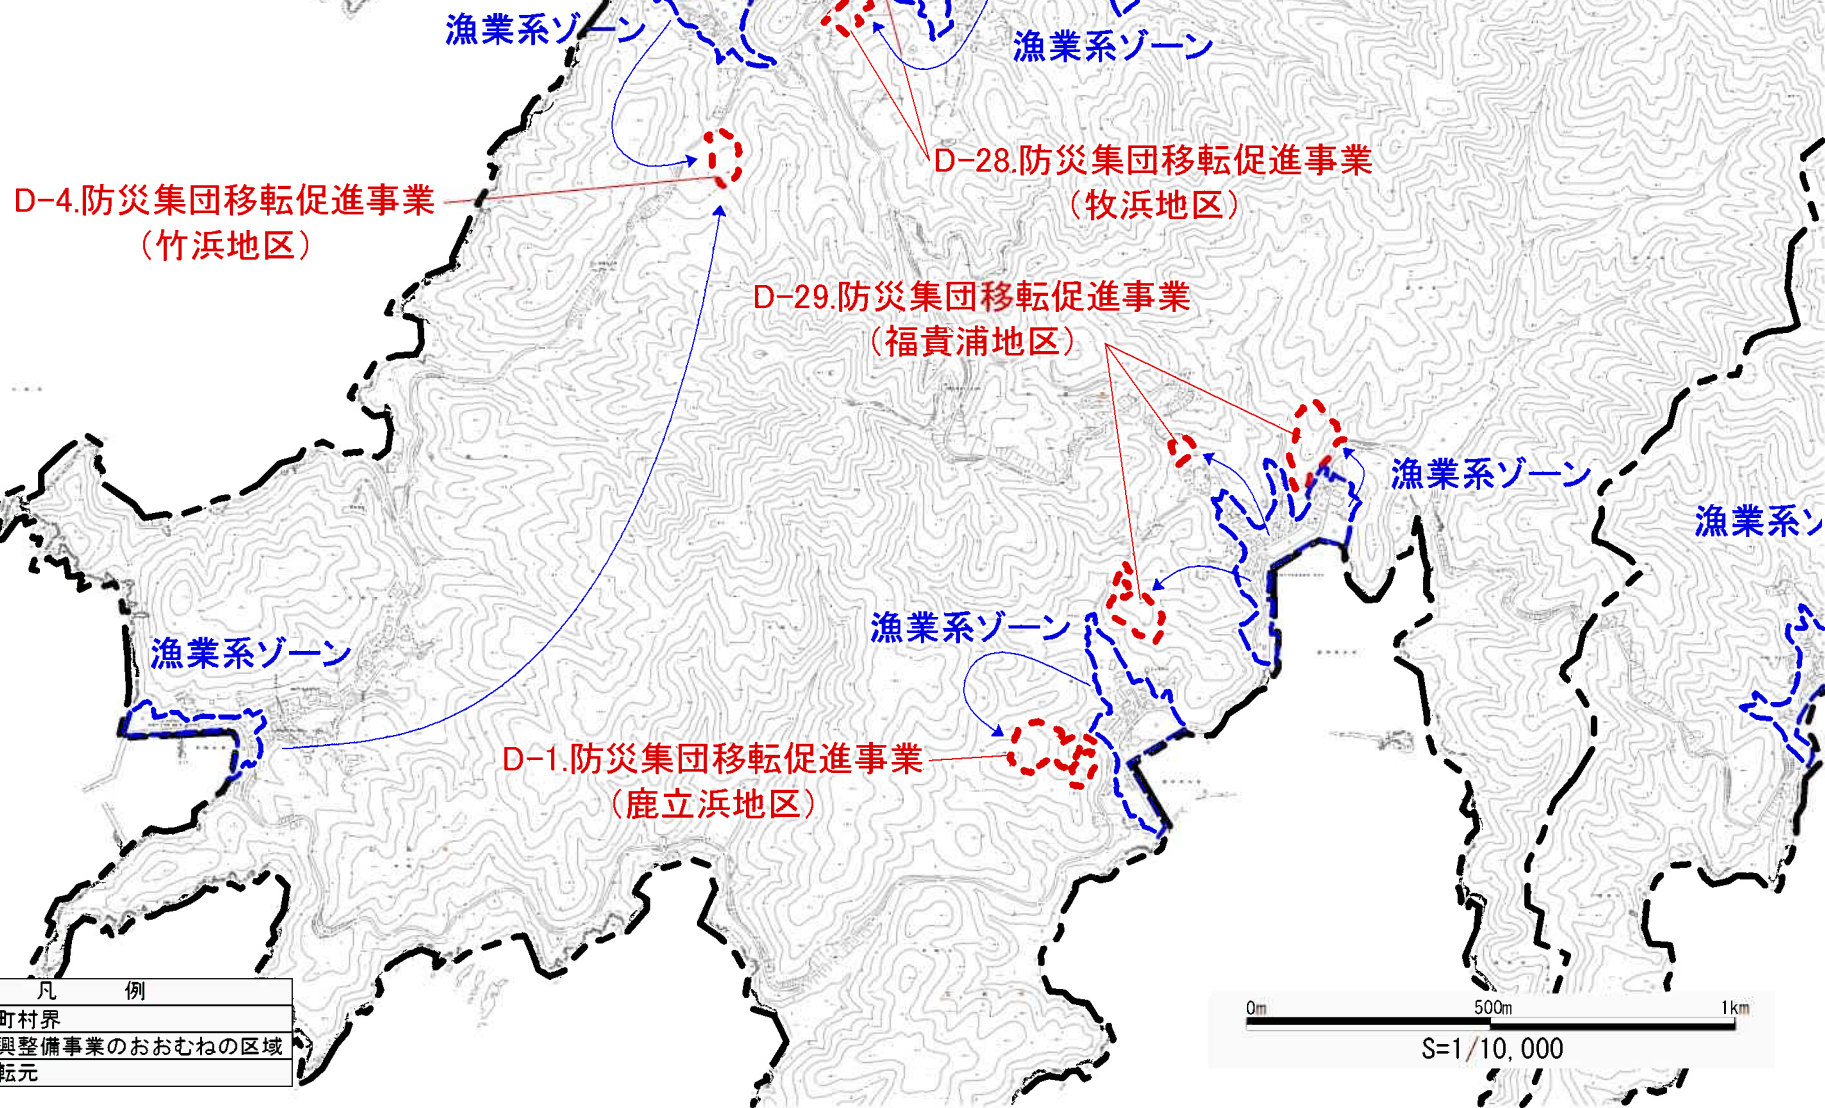 漁業系ゾーン
漁業系ゾーン
D-28.防災集団移転促進事業
(牧浜地区)
D-4.防災集団移転促進事業
(竹浜地区)
D-29.防災集団移転促進事業
(福貴浦地区)
漁業系ゾーン
漁業系ゾ
漁業系ゾーン
漁業系ゾーン
D-1.防災集団移転促進事業
(鹿立浜地区)
凡 例
町村界
興整備事業のおおむねの区域
転元
0m 500m 1km
S=1/10,000